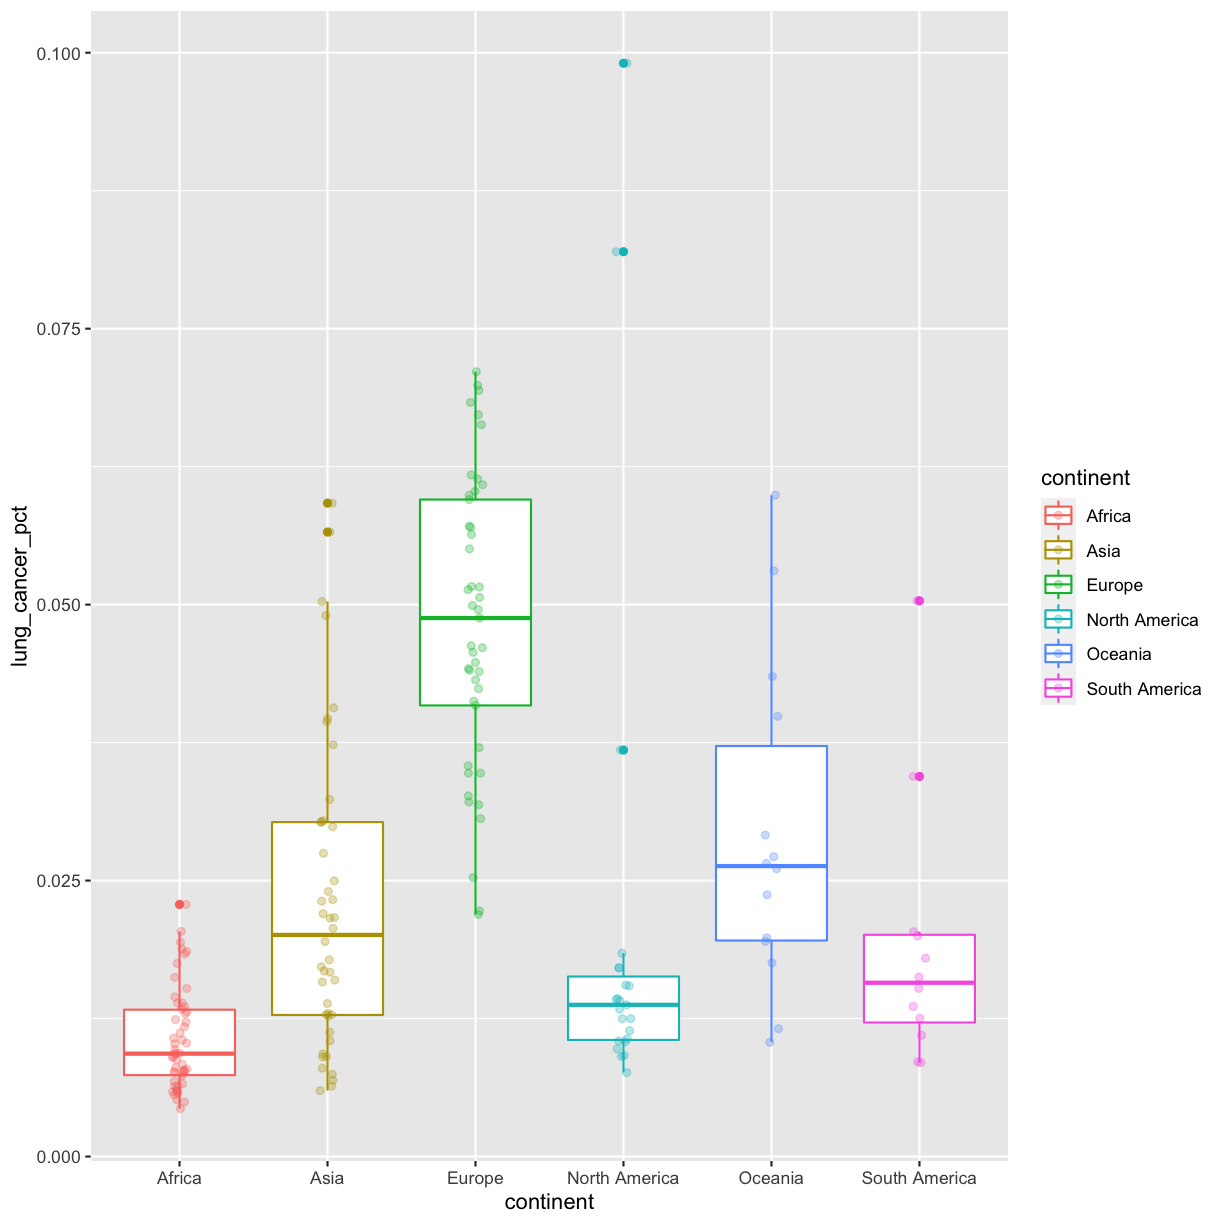 0.100
0.075
0.050
0.025
0.000
lung_cancer_pct
Africa
Asia
Europe
North America
Oceania
South America
continent
continent
Africa
Asia
Europe
North America
Oceania
South America